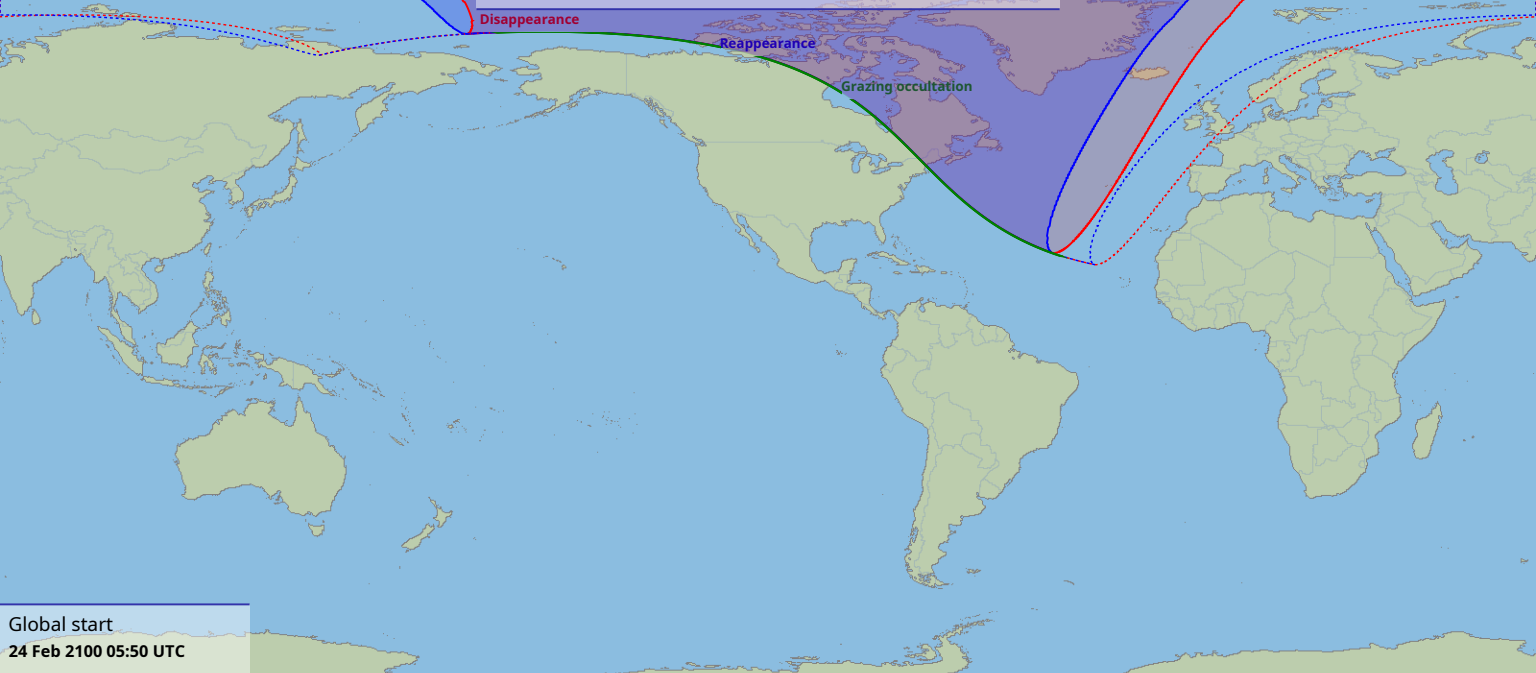 Disappearance
Reappearance
Grazing occultation
Global start
24 Feb 2100 05:50 UTC